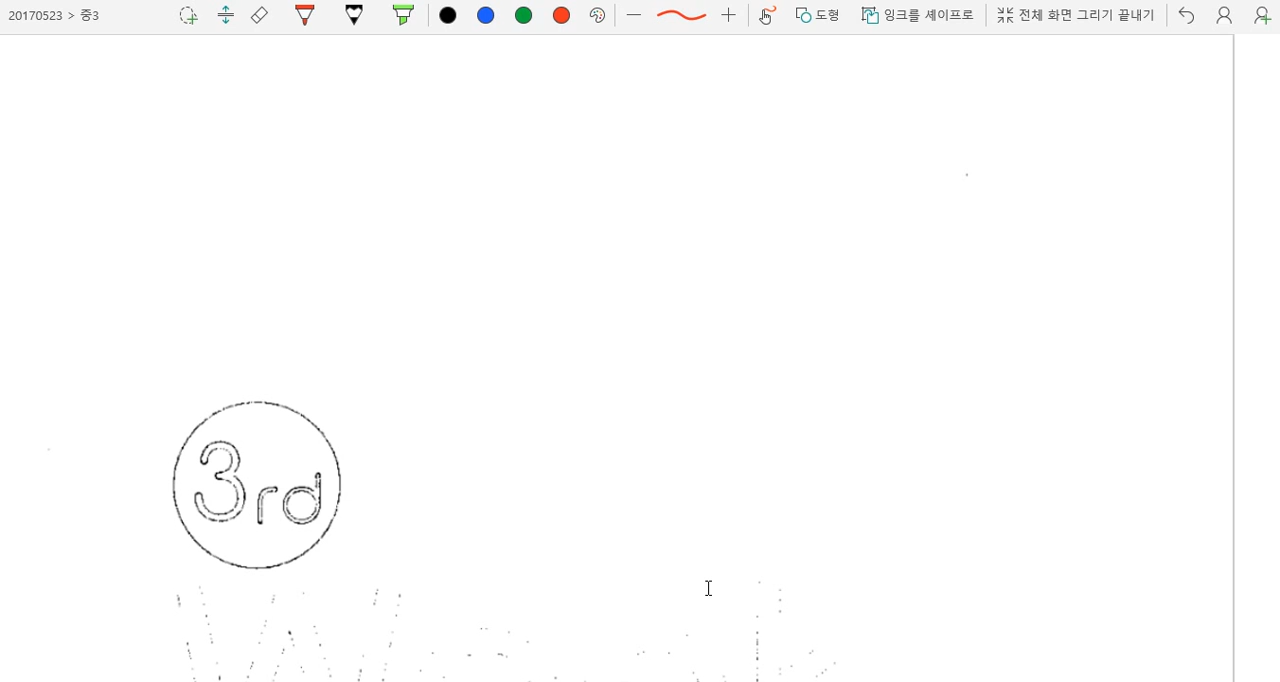 20170523 > 중3
도형
잉크를 셰이프로
전체 화면 그리기 끝내기
3rd